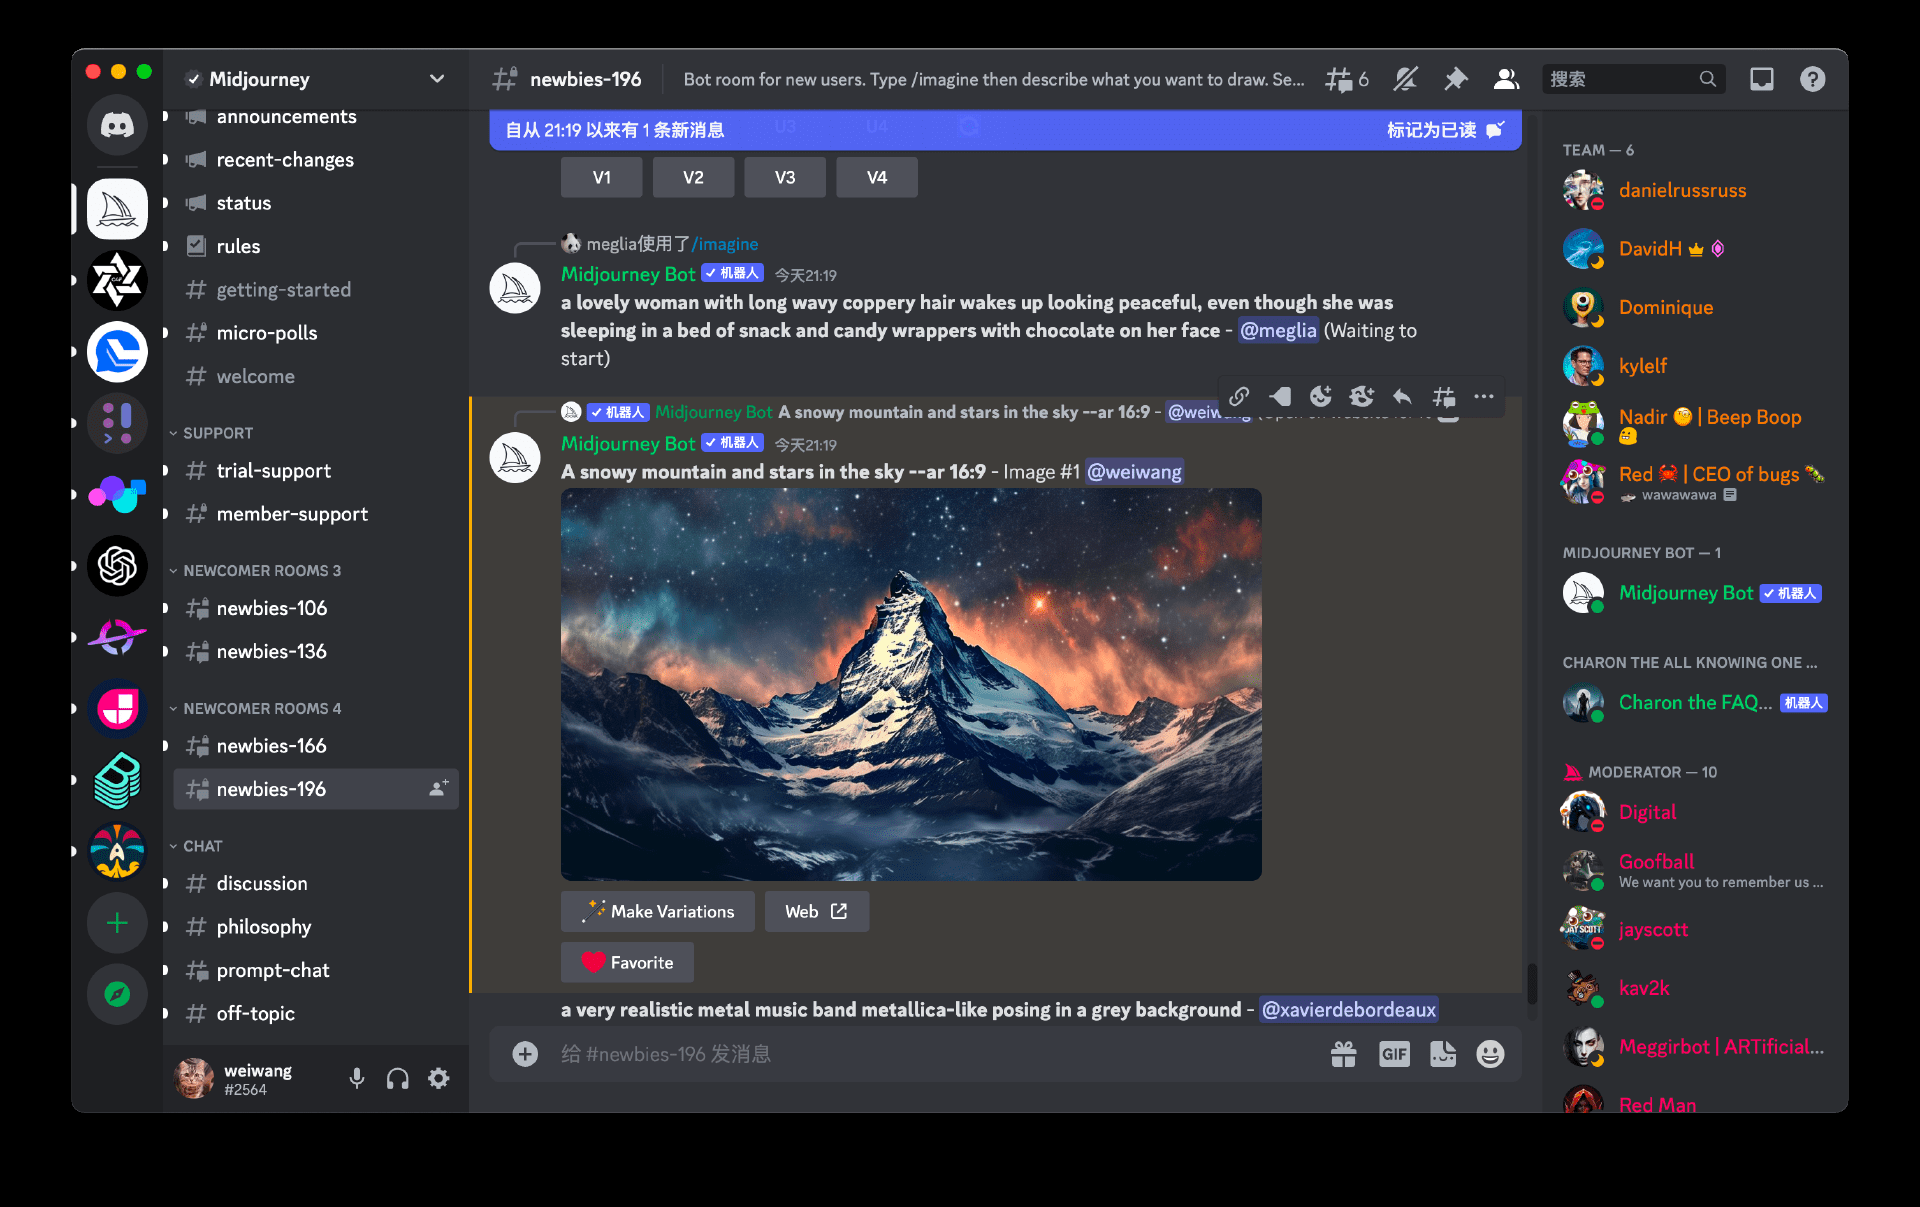 Midjourney
announcements
recent-changes
status
rules
getting-started
micro-polls
welcome
SUPPORT
trial-support
member-support
NEWCOMER ROOMS 3
newbies-106
newbies-136
NEWCOMER ROOMS 4
newbies-166
newbies-196
CHAT
discussion
philosophy
prompt-chat
off-topic
weiwang
#2564
newbies-196
Bot room for new users. Type /imagine then describe what you want to draw. Se...
6
搜索
自从 21:19 以来有 1 条新消息
标记为已读
U3 U4
V1 V2 V3 V4
meglia使用了/imagine
Midjourney Bot 机器人 今天21:19
a lovely woman with long wavy coppery hair wakes up looking peaceful, even though she was
sleeping in a bed of snack and candy wrappers with chocolate on her face - @meglia (Waiting to
start)
机器人 Midjourney Bot A snowy mountain and stars in the sky --ar 16:9 - @weiwang
Midjourney Bot 机器人 今天21:19
A snowy mountain and stars in the sky --ar 16:9 - Image #1 @weiwang
Make Variations
Web
Favorite
a very realistic metal music band metallica-like posing in a grey background - @xavierdebordeaux
给 #newbies-196 发消息
GIF
TEAM — 6
danielrussruss
DavidH
Dominique
kylelf
Nadir 🧐 | Beep Boop
😬
Red 🦀 | CEO of bugs 🐛
wawawawa
MIDJOURNEY BOT — 1
Midjourney Bot 机器人
CHARON THE ALL KNOWING ONE ...
Charon the FAQ... 机器人
MODERATOR — 10
Digital
Goofball
We want you to remember us ...
jayscott
kav2k
Meggirbot | ARTificial...
Red Man